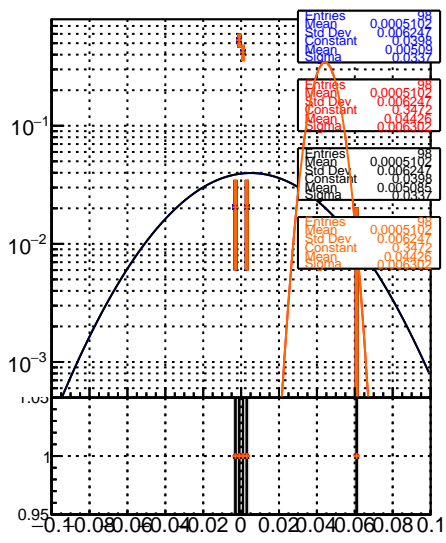 Entries 98
Mean 0.0005102
Std Dev 0.006247
Constant 0.0398
Mean 0.00509
Sigma 0.0337
Entries 98
Mean 0.0005102
Std Dev 0.006247
Constant 0.3472
Mean 0.04426
Sigma 0.006302
Entries 98
Mean 0.0005102
Std Dev 0.006247
Constant 0.0398
Mean 0.005085
Sigma 0.0337
Entries 98
Mean 0.0005102
Std Dev 0.006247
Constant 0.3472
Mean 0.04426
Sigma 0.006302
10⁻¹
10⁻²
10⁻³
1.05
1
0.95
−0.1 −0.08 −0.06 −0.04 −0.02 0 0.02 0.04 0.06 0.08 0.1